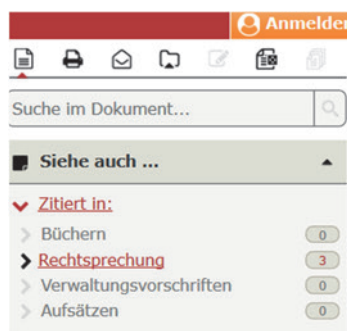 Anmelden
Suche im Dokument...
Siehe auch ...
Zitiert in:
Büchern 0
Rechtsprechung 3
Verwaltungsvorschriften 0
Aufsätzen 0